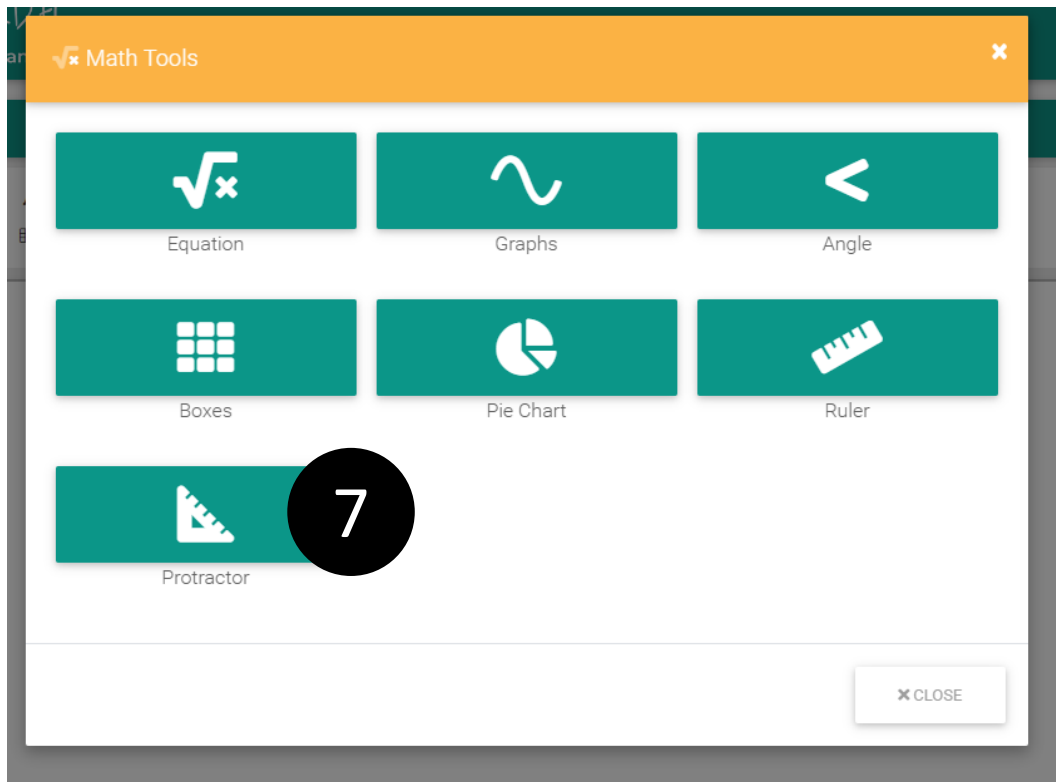 Math Tools
Equation
Graphs
Angle
Boxes
Pie Chart
Ruler
7
Protractor
CLOSE